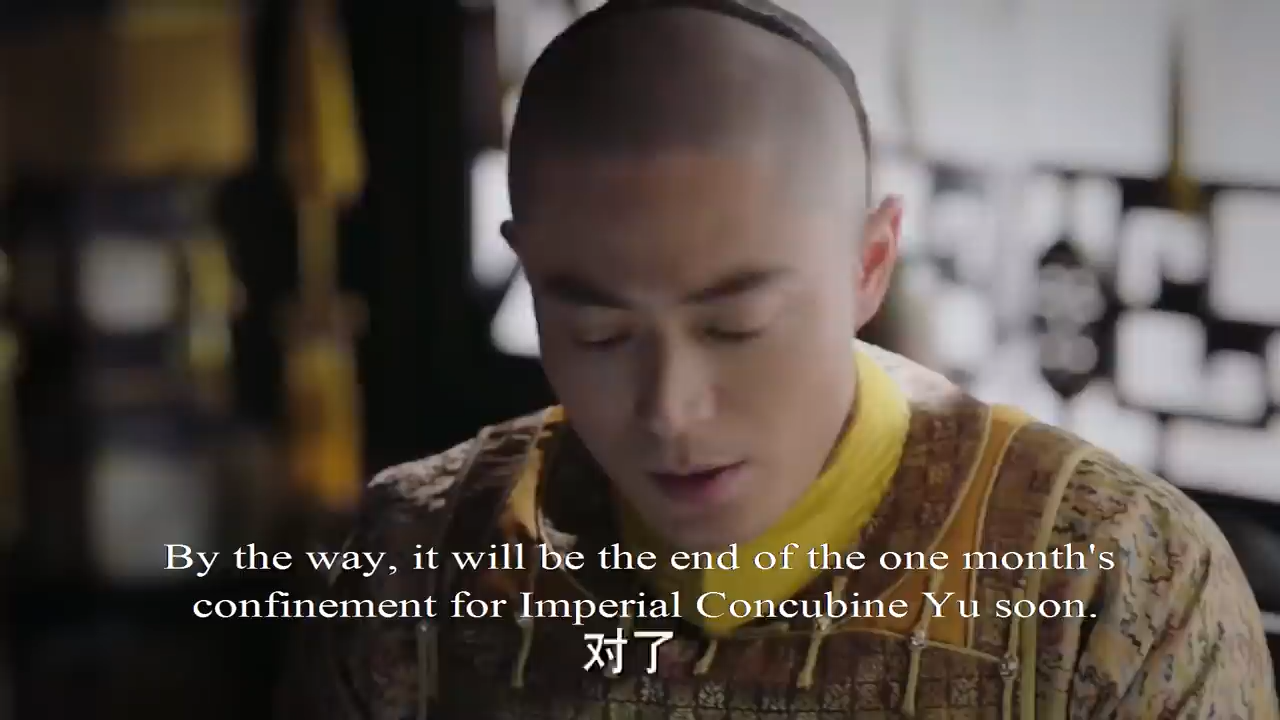 By the way, it will be the end of the one month's
confinement for Imperial Concubine Yu soon.
对了